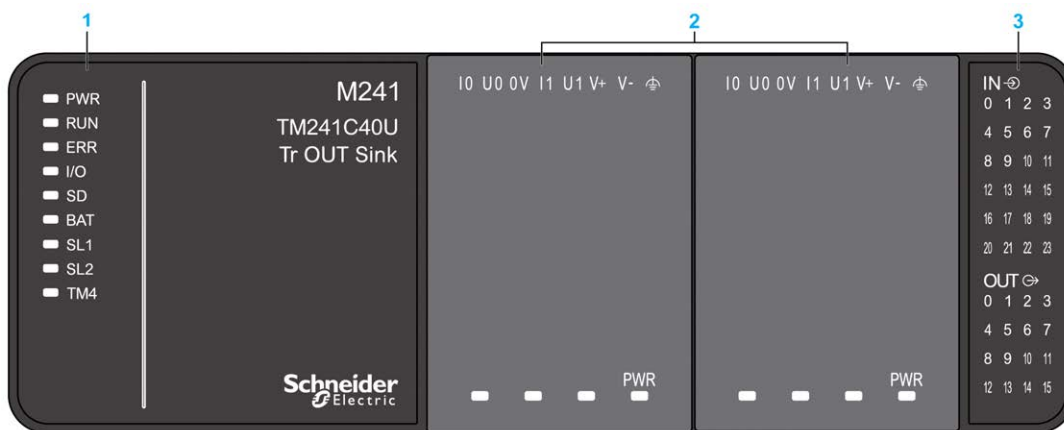 1
2
3
PWR
RUN
ERR
I/O
SD
BAT
SL1
SL2
TM4
M241
TM241C40U
Tr OUT Sink
Schneider
Electric
I0 U0 0V I1 U1 V+ V-
PWR
I0 U0 0V I1 U1 V+ V-
PWR
IN
0 1 2 3
4 5 6 7
8 9 10 11
12 13 14 15
16 17 18 19
20 21 22 23
OUT
0 1 2 3
4 5 6 7
8 9 10 11
12 13 14 15